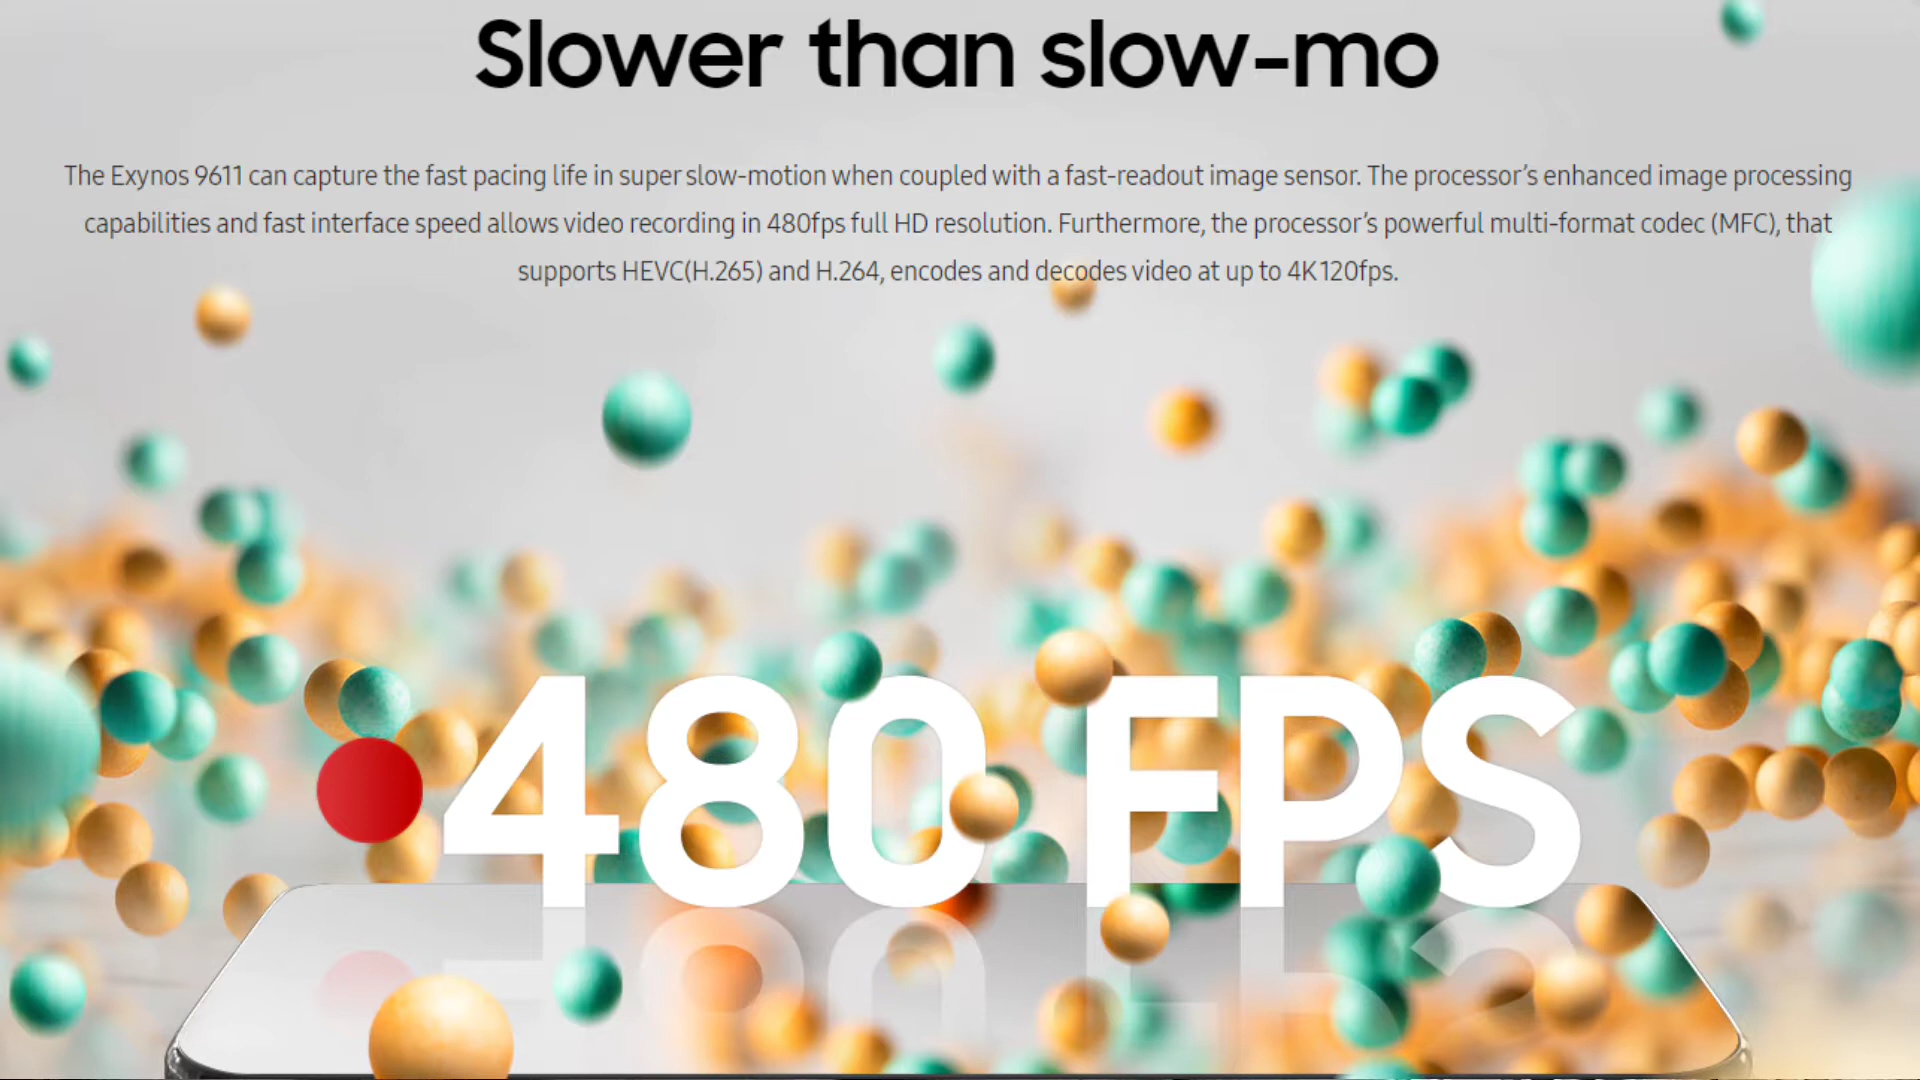 Slower than slow-mo
The Exynos 9611 can capture the fast pacing life in super slow-motion when coupled with a fast-readout image sensor. The processor’s enhanced image processing
capabilities and fast interface speed allows video recording in 480fps full HD resolution. Furthermore, the processor’s powerful multi-format codec (MFC), that
supports HEVC(H.265) and H.264, encodes and decodes video at up to 4K 120fps.
480 FPS